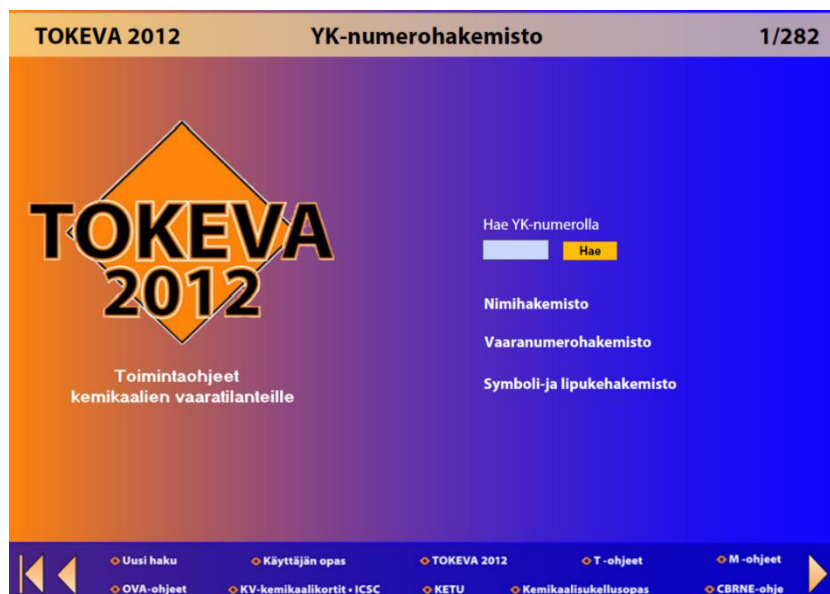 TOKEVA 2012
YK-numerohakemisto
1/282
TOKEVA
2012
Toimintaohjeet
kemikaalien vaaratilanteille
Hae YK-numerolla
Hae
Nimihakemisto
Vaaranumerohakemisto
Symboli-ja lipukehakemisto
Uusi haku
Käyttäjän opas
TOKEVA 2012
T -ohjeet
M -ohjeet
OVA-ohjeet
KV-kemikaalikortit • ICSC
KETU
Kemikaalisukellusopas
CBRNE-ohje